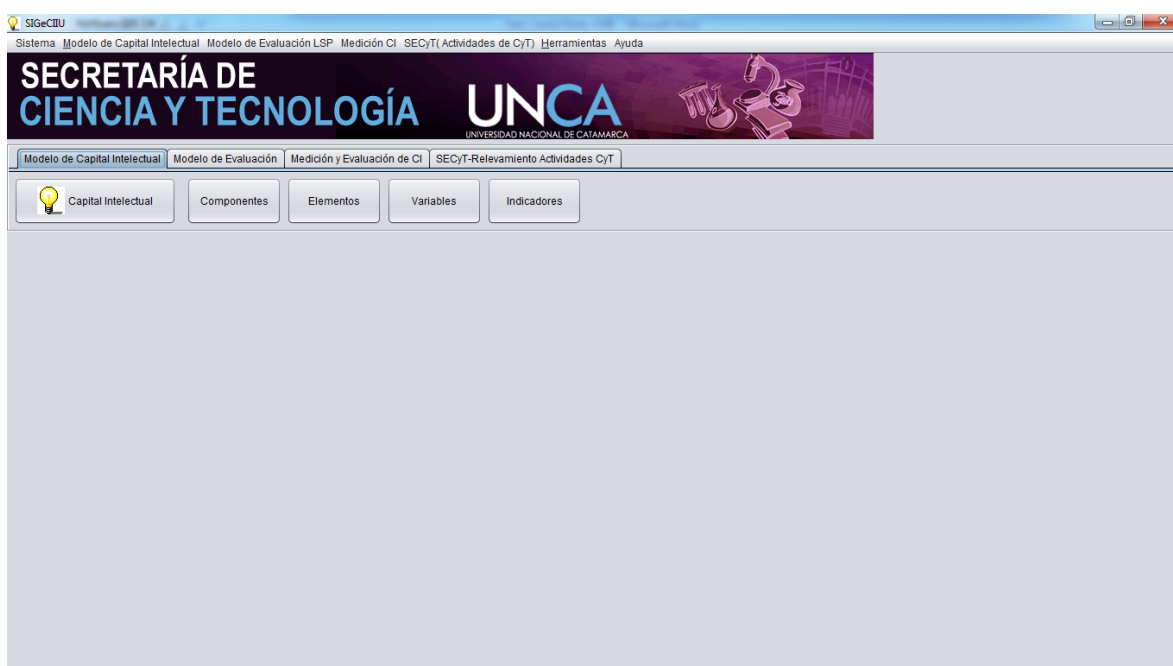 SIGeCIIU
Sistema Modelo de Capital Intelectual Modelo de Evaluación LSP Medición CI SECyT( Actividades de CyT) Herramientas Ayuda
SECRETARÍA DE
CIENCIA Y TECNOLOGÍA
UNCA
UNIVERSIDAD NACIONAL DE CATAMARCA
Modelo de Capital Intelectual Modelo de Evaluación Medición y Evaluación de CI SECyT-Relevamiento Actividades CyT
Capital Intelectual Componentes Elementos Variables Indicadores